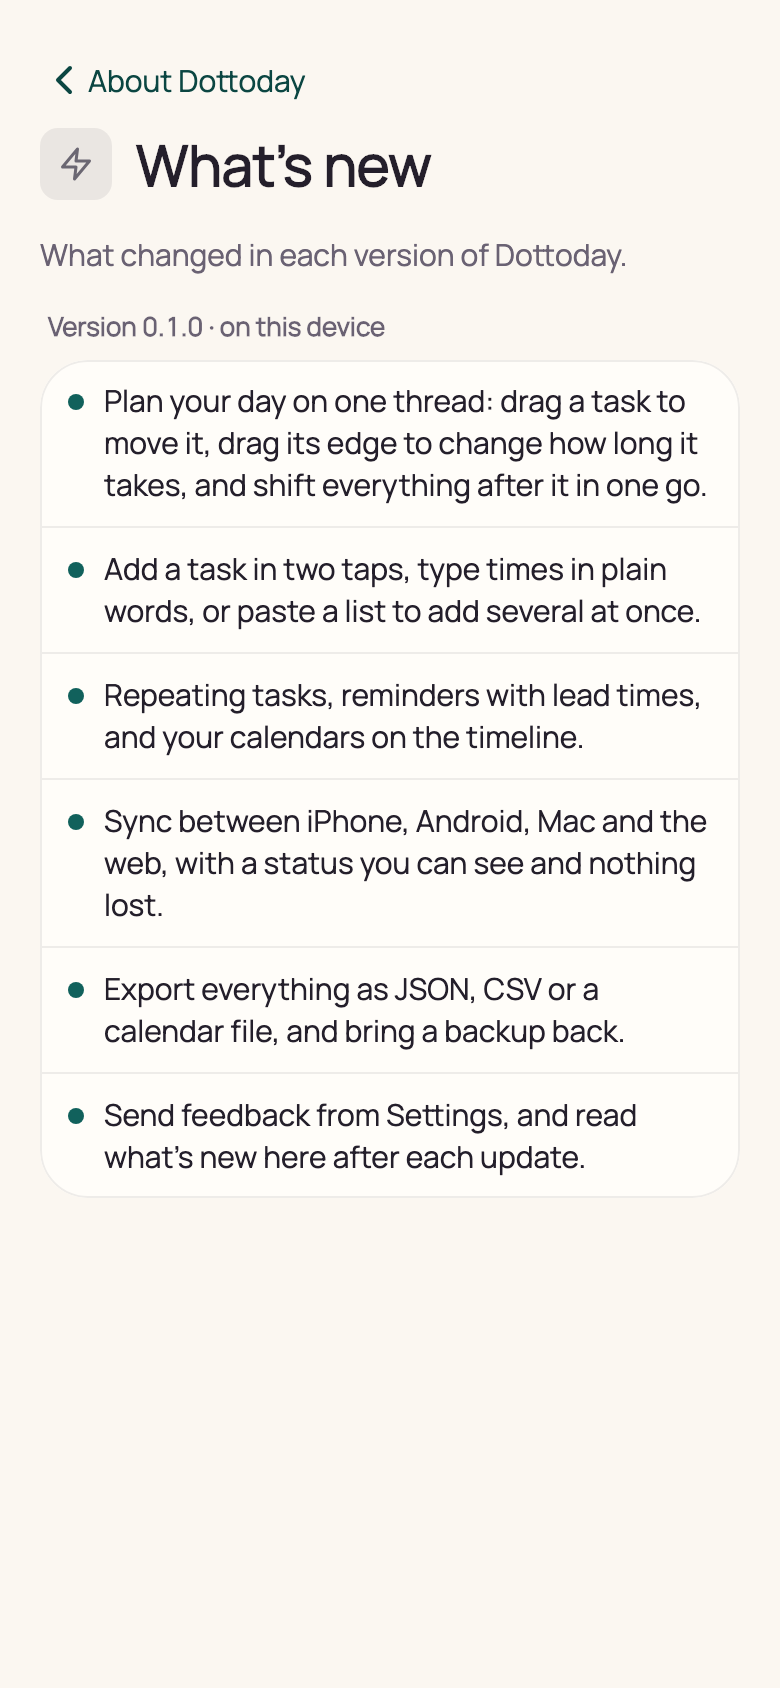 About Dottoday
What’s new
What changed in each version of Dottoday.
Version 0.1.0 · on this device
Plan your day on one thread: drag a task to
move it, drag its edge to change how long it
takes, and shift everything after it in one go.
Add a task in two taps, type times in plain
words, or paste a list to add several at once.
Repeating tasks, reminders with lead times,
and your calendars on the timeline.
Sync between iPhone, Android, Mac and the
web, with a status you can see and nothing
lost.
Export everything as JSON, CSV or a
calendar file, and bring a backup back.
Send feedback from Settings, and read
what’s new here after each update.